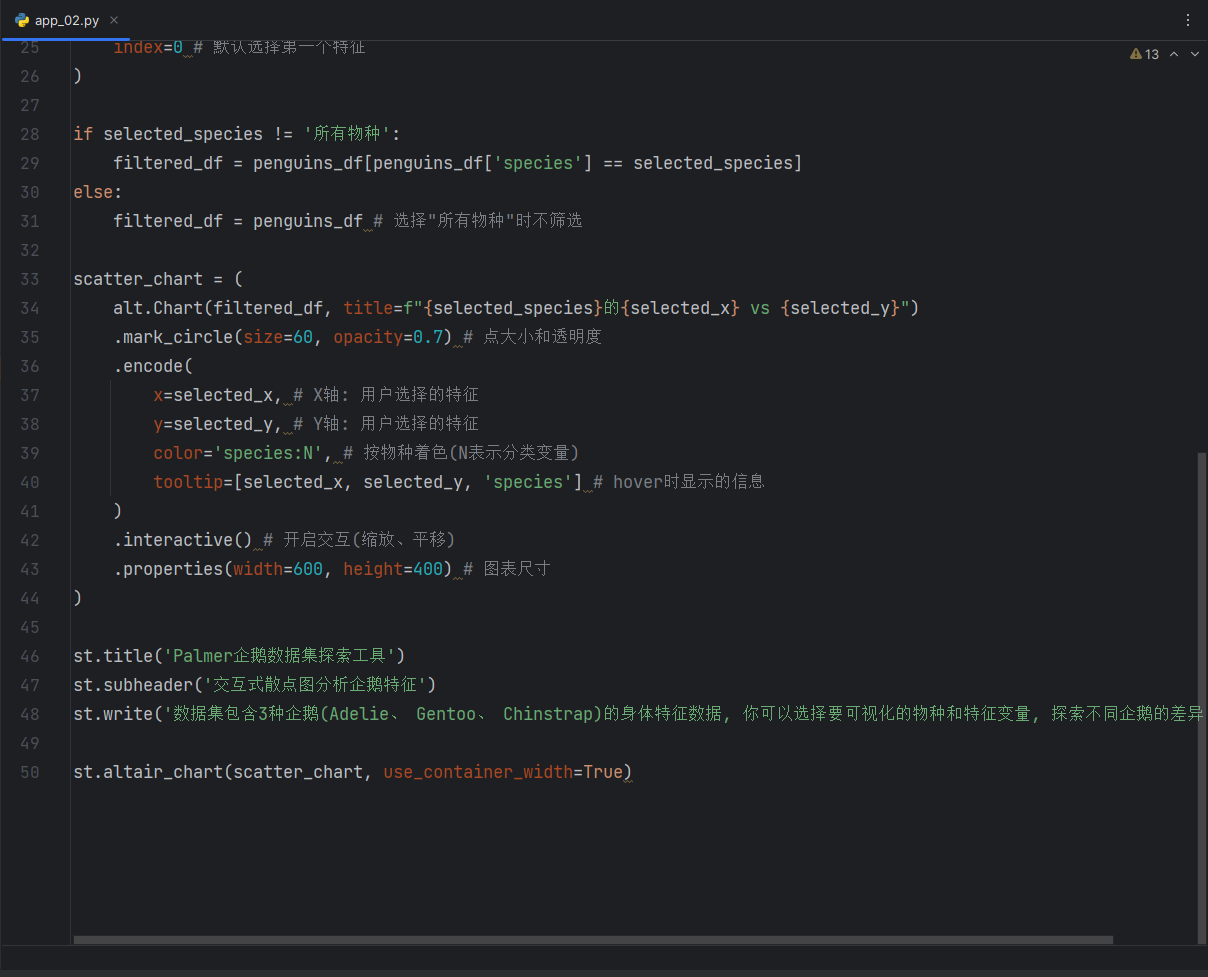 app_02.py
13
25 index=0 # 默认选择第一个特征
26 )
27
28 if selected_species != '所有物种':
29 filtered_df = penguins_df[penguins_df['species'] == selected_species]
30 else:
31 filtered_df = penguins_df # 选择"所有物种"时不筛选
32
33 scatter_chart = (
34 alt.Chart(filtered_df, title=f"{selected_species}的{selected_x} vs {selected_y}")
35 .mark_circle(size=60, opacity=0.7) # 点大小和透明度
36 .encode(
37 x=selected_x, # X轴: 用户选择的特征
38 y=selected_y, # Y轴: 用户选择的特征
39 color='species:N', # 按物种着色(N表示分类变量)
40 tooltip=[selected_x, selected_y, 'species'] # hover时显示的信息
41 )
42 .interactive() # 开启交互(缩放、平移)
43 .properties(width=600, height=400) # 图表尺寸
44 )
45
46 st.title('Palmer企鹅数据集探索工具')
47 st.subheader('交互式散点图分析企鹅特征')
48 st.write('数据集包含3种企鹅(Adelie、 Gentoo、 Chinstrap)的身体特征数据, 你可以选择要可视化的物种和特征变量, 探索不同企鹅的差异
49
50 st.altair_chart(scatter_chart, use_container_width=True)